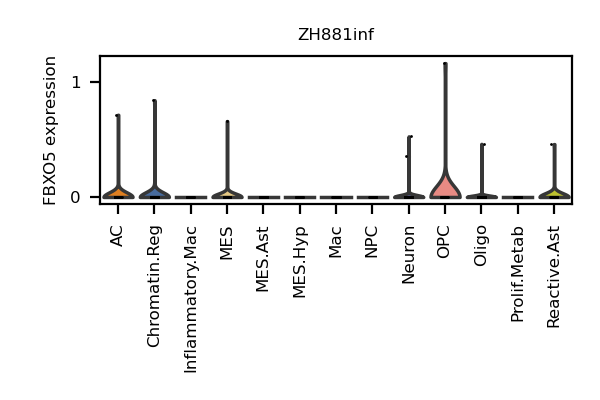 ZH881inf
FBXO5 expression
1
0
AC
Chromatin.Reg
Inflammatory.Mac
MES
MES.Ast
MES.Hyp
Mac
NPC
Neuron
OPC
Oligo
Prolif.Metab
Reactive.Ast